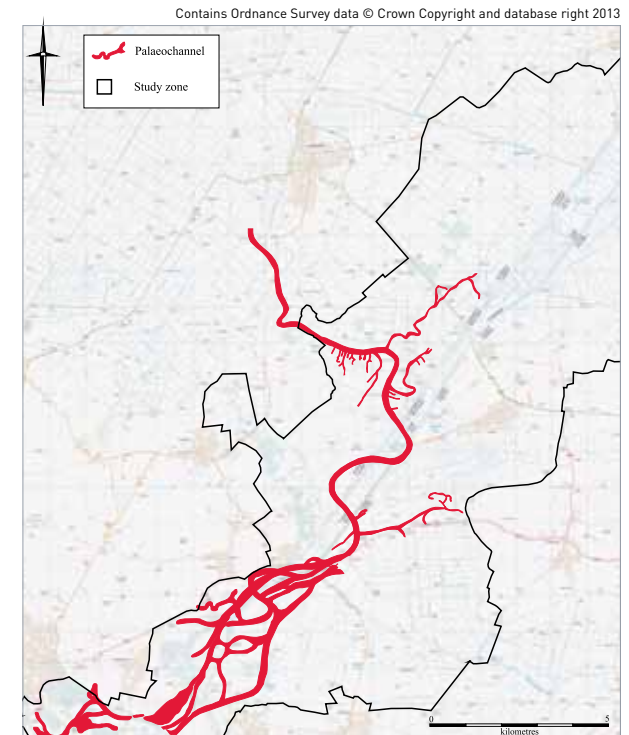 Contains Ordnance Survey data © Crown Copyright and database right 2013
Palaeochannel
Study zone
0 5
kilometres